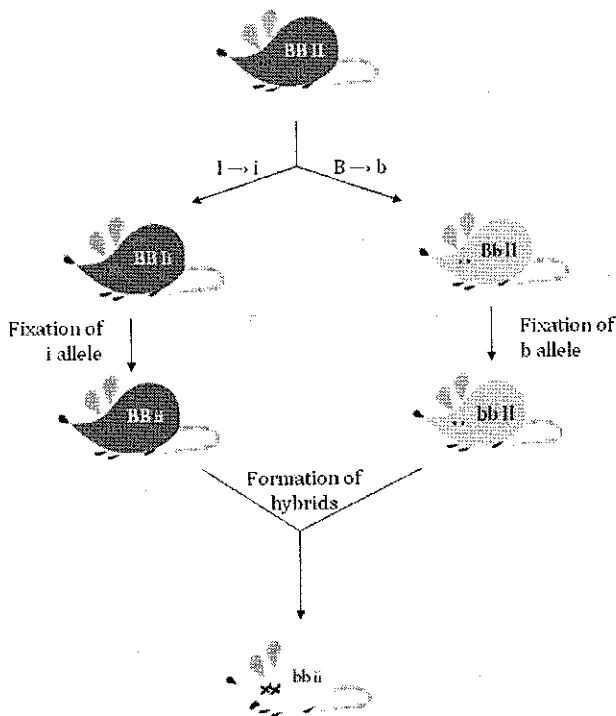 BB II
I → i
B → b
BB Ii
Bb II
Fixation of
i allele
Fixation of
b allele
BB ii
bb II
Formation of
hybrids
bb ii